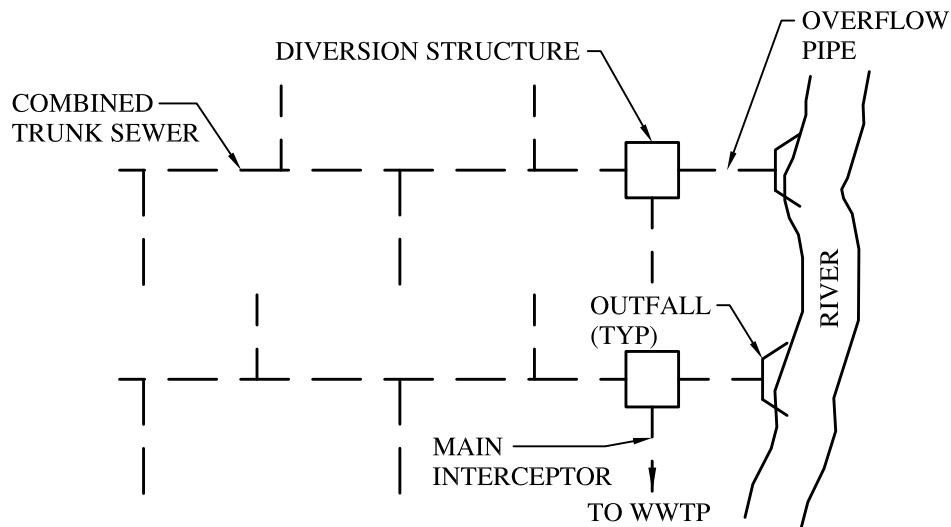 OVERFLOW
PIPE
DIVERSION STRUCTURE
COMBINED
TRUNK SEWER
RIVER
OUTFALL
(TYP)
MAIN
INTERCEPTOR
TO WWTP